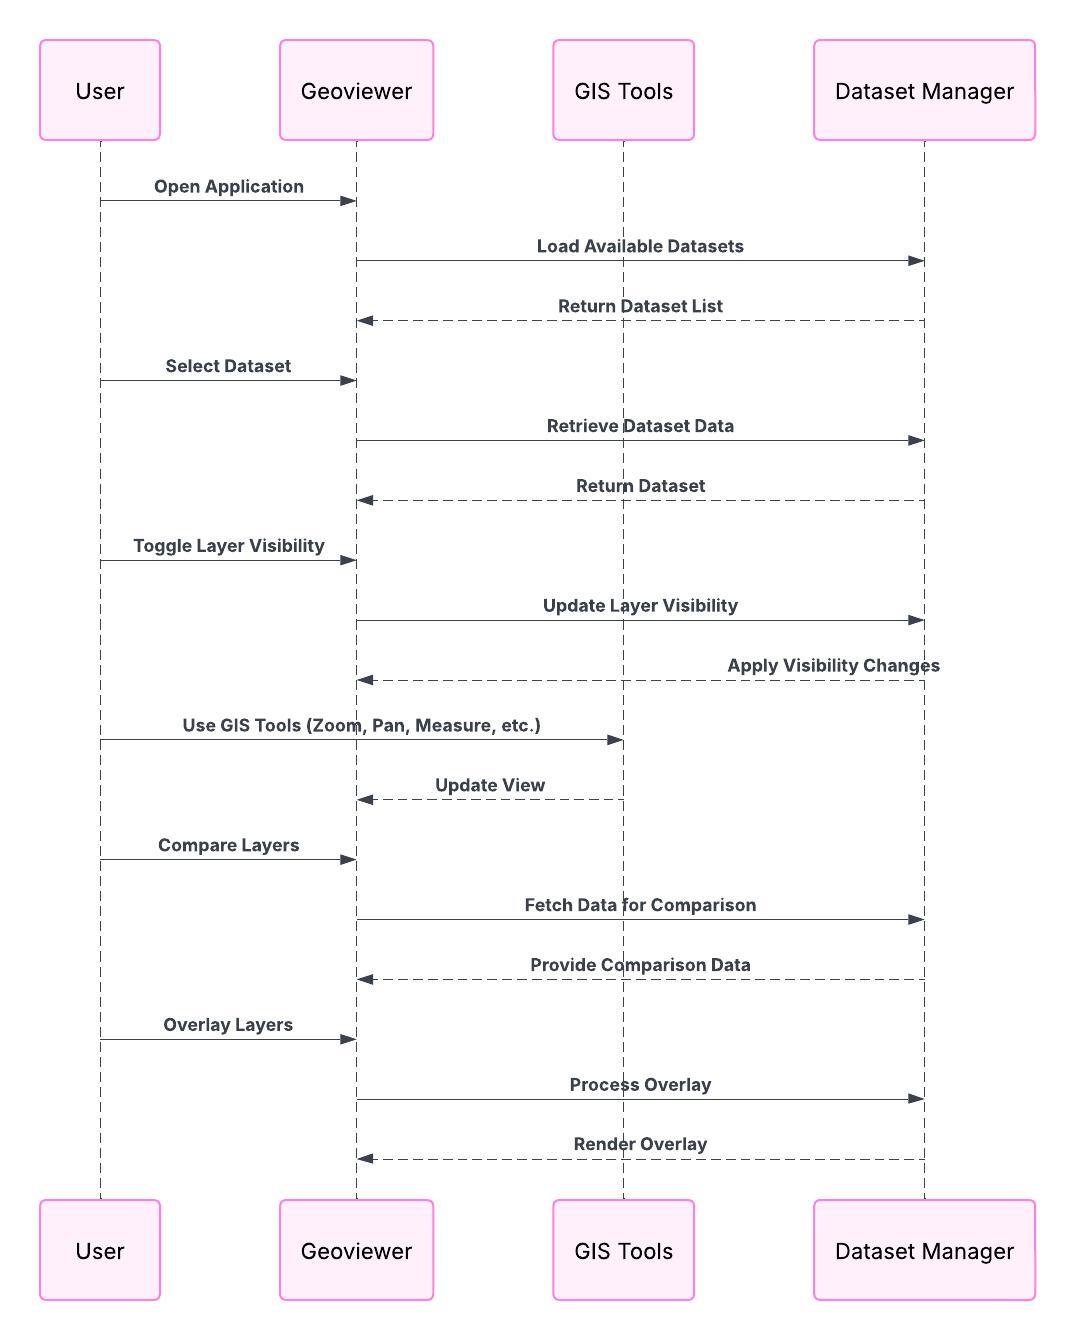 User
Geoviewer
GIS Tools
Dataset Manager
Open Application
Load Available Datasets
Return Dataset List
Select Dataset
Retrieve Dataset Data
Return Dataset
Toggle Layer Visibility
Update Layer Visibility
Apply Visibility Changes
Use GIS Tools (Zoom, Pan, Measure, etc.)
Update View
Compare Layers
Fetch Data for Comparison
Provide Comparison Data
Overlay Layers
Process Overlay
Render Overlay
User
Geoviewer
GIS Tools
Dataset Manager